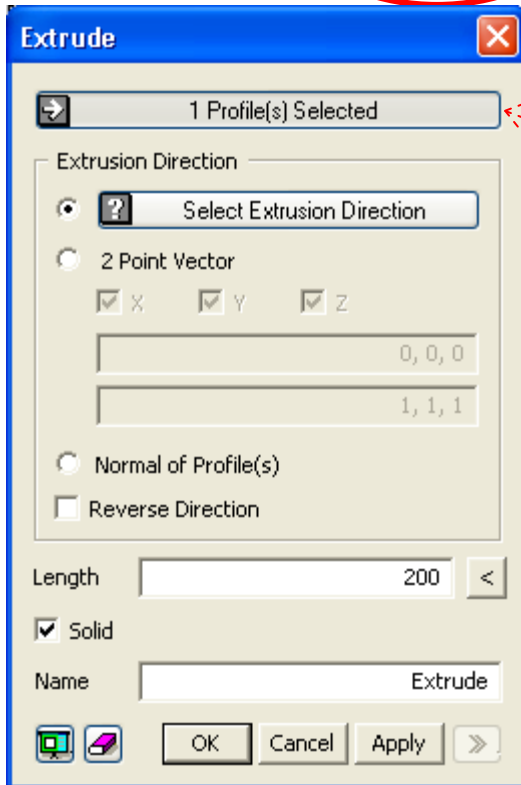 Extrude
1 Profile(s) Selected
Extrusion Direction
? Select Extrusion Direction
2 Point Vector
X Y Z
0, 0, 0
1, 1, 1
Normal of Profile(s)
Reverse Direction
Length 200 <
Solid
Name Extrude
OK Cancel Apply >>